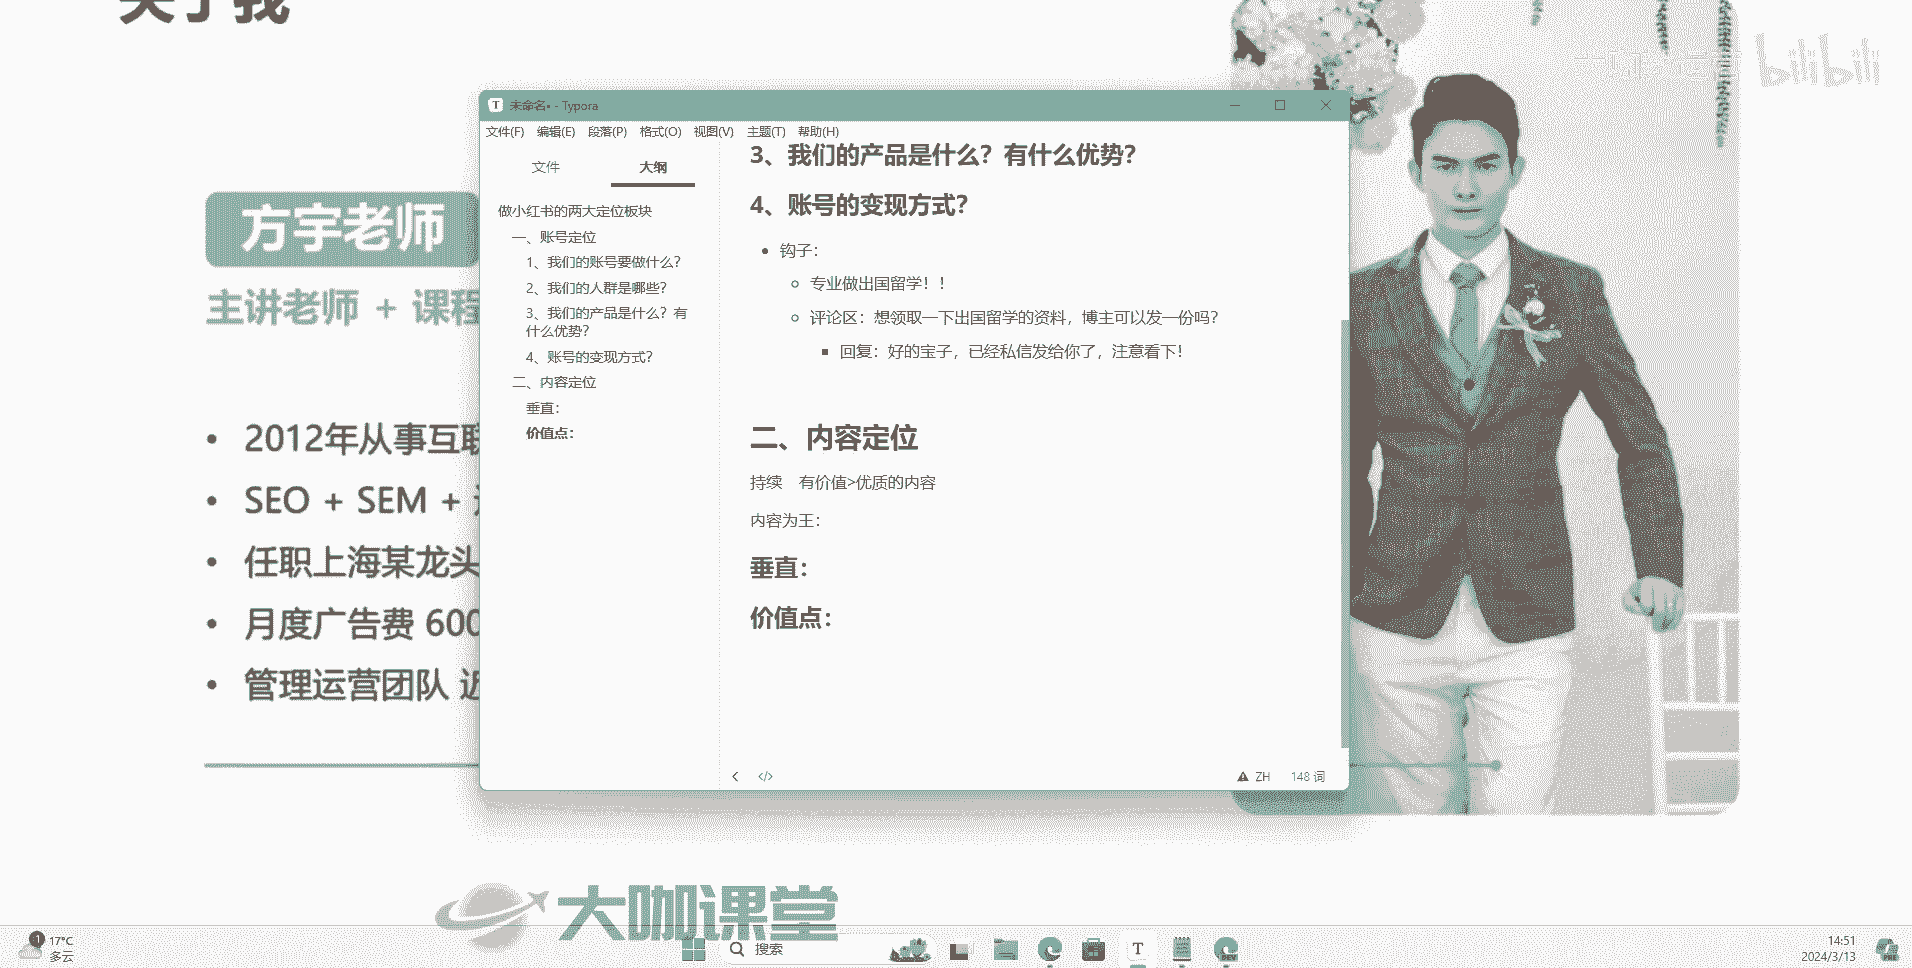 关于我
bilibili
方宇老师
主讲老师 + 课程
• 2012年从事互联
• SEO + SEM +
• 任职上海某龙头
• 月度广告费 600
• 管理运营团队 近
未命名• - Typora
文件(F) 编辑(E) 段落(P) 格式(O) 视图(V) 主题(T) 帮助(H)
文件 大纲
做小红书的两大定位板块
一、账号定位
1、我们的账号要做什么？
2、我们的人群是哪些？
3、我们的产品是什么？有
什么优势？
4、账号的变现方式？
二、内容定位
垂直：
价值点：
3、我们的产品是什么？有什么优势？
4、账号的变现方式？
钩子：
专业做出国留学！！
评论区：想领取一下出国留学的资料，博主可以发一份吗？
回复：好的宝子，已经私信发给你了，注意看下！
二、内容定位
持续 有价值>优质的内容
内容为王：
垂直：
价值点：
</> ZH 148 词
大咖课堂
1 17°C
多云
搜索
T
DEV
14:51
2024/3/13
PRE